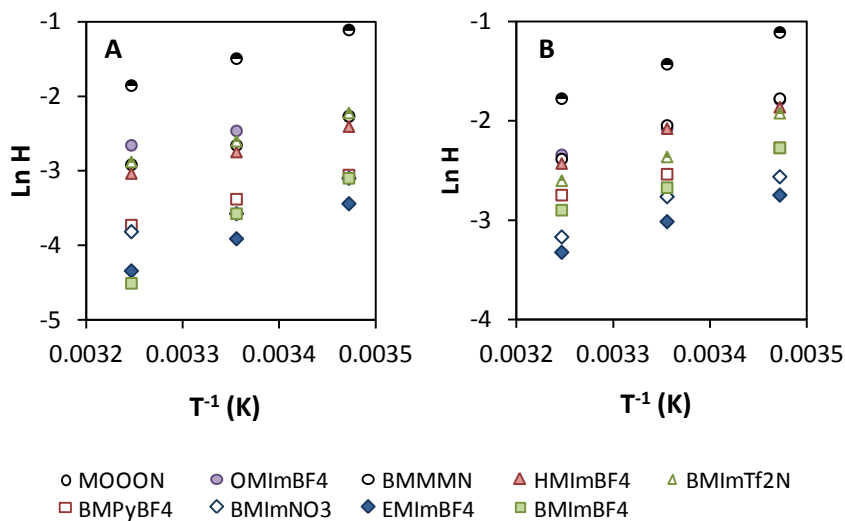 A
B
-1
-2
-3
-4
-5
Ln H
0.0032
0.0033
0.0034
0.0035
T-1 (K)
-1
-2
-3
-4
Ln H
0.0032
0.0033
0.0034
0.0035
T-1 (K)
MOOON OMImBF4 BMMMN HMImBF4 BMImTf2N
BMPyBF4 BMImNO3 EMImBF4 BMImBF4